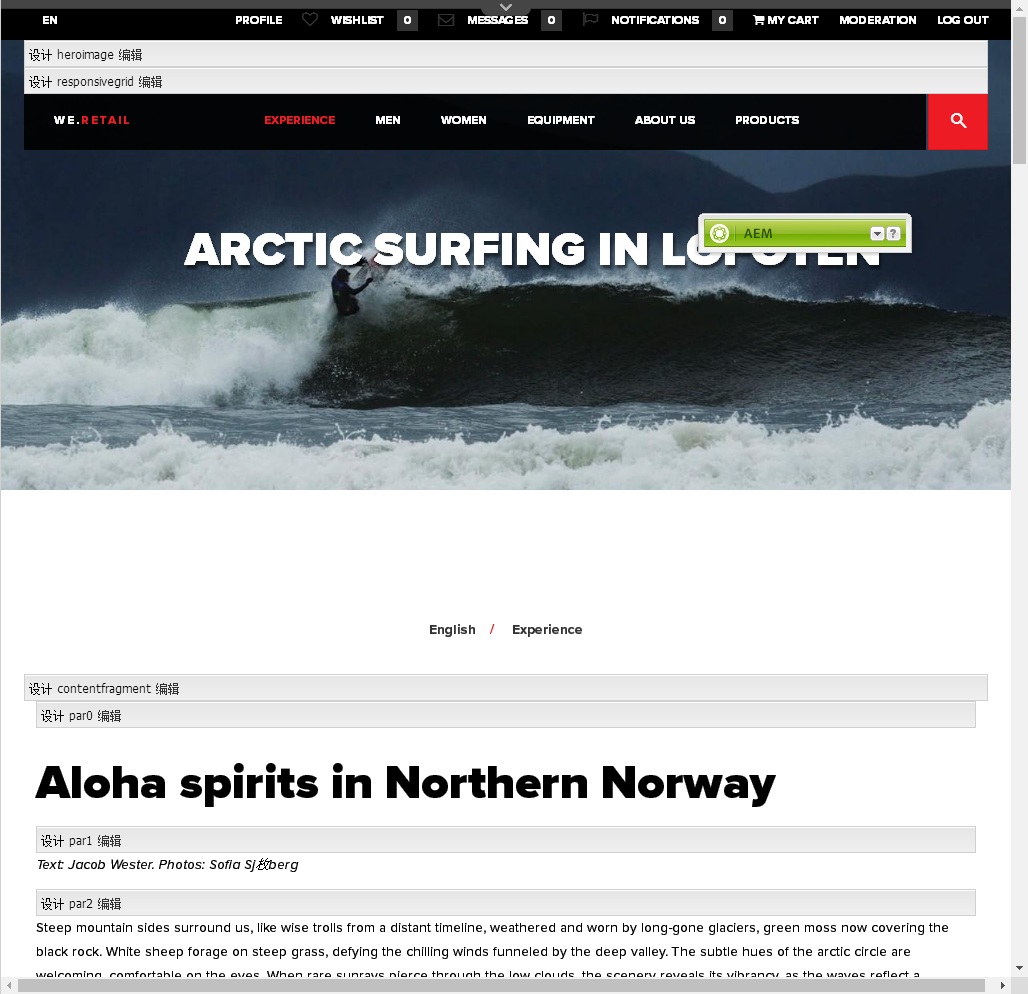 EN PROFILE WISHLIST 0 MESSAGES 0 NOTIFICATIONS 0 MY CART MODERATION LOG OUT
设计 heroimage 编辑
设计 responsivegrid 编辑
WE.RETAIL EXPERIENCE MEN WOMEN EQUIPMENT ABOUT US PRODUCTS
AEM ?
ARCTIC SURFING IN LOFOTEN
English / Experience
设计 contentfragment 编辑
设计 par0 编辑
Aloha spirits in Northern Norway
设计 par1 编辑
Text: Jacob Wester. Photos: Sofia Sj枚berg
设计 par2 编辑
Steep mountain sides surround us, like wise trolls from a distant timeline, weathered and worn by long-gone glaciers, green moss now covering the
black rock. White sheep forage on steep grass, defying the chilling winds funneled by the deep valley. The subtle hues of the arctic circle are
welcoming, comfortable on the eyes. When rare sunrays pierce through the low clouds, the scenery reveals its vibrancy, as the waves reflect a